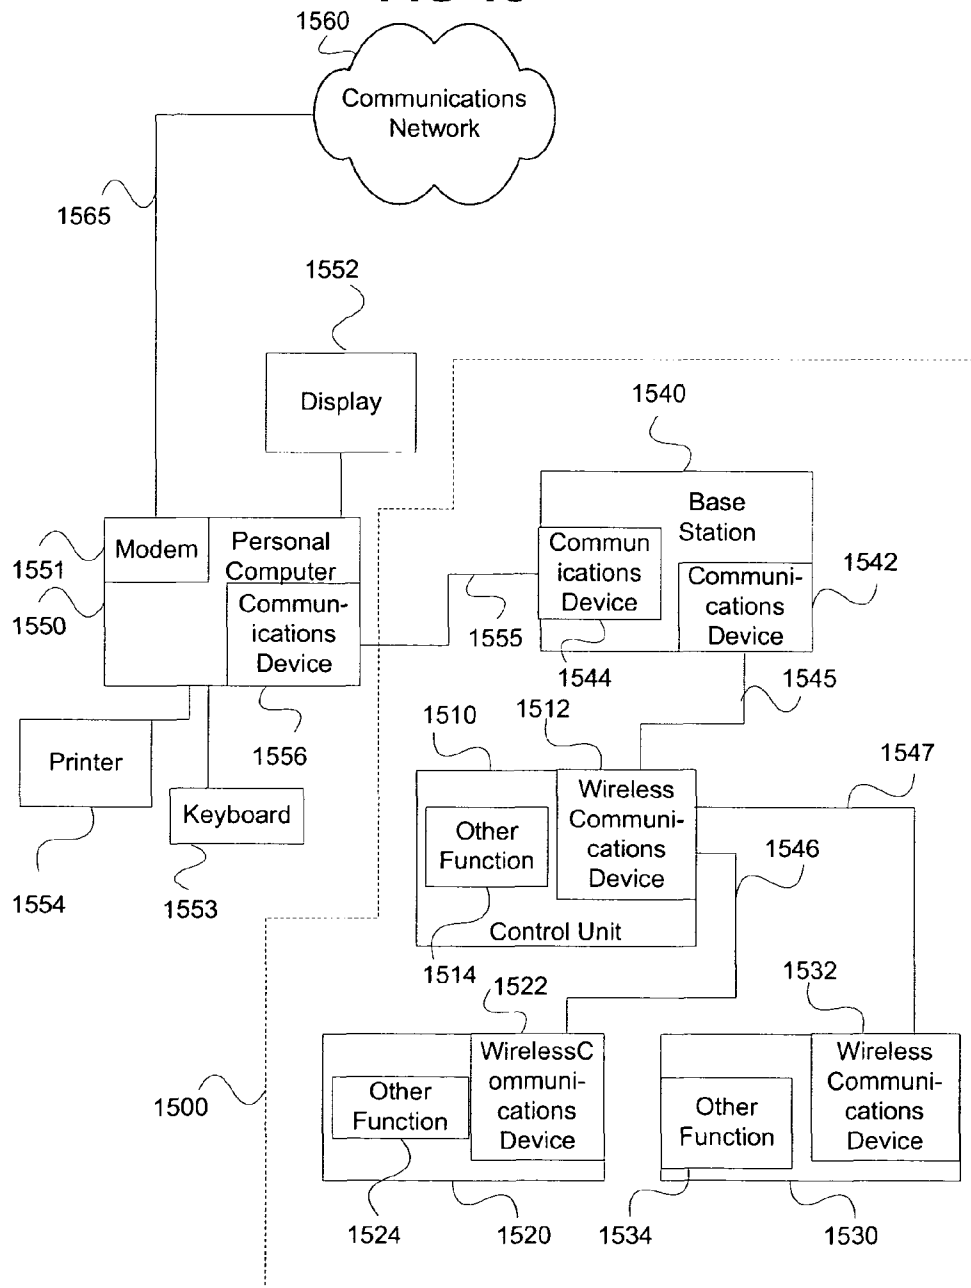 1560
Communications
Network
1565
1552
Display
1540
Base
Station
Modem
Personal
Computer
1551
1550
Commun
ications
Device
Communi-
cations
Device
1542
Commun-
ications
Device
1555
1544
1545
1556
1510
1512
1547
Printer
Keyboard
Wireless
Communi-
cations
Device
Other
Function
1546
1554
1553
Control Unit
1514
1522
1532
WirelessC
ommuni-
cations
Device
Other
Function
Wireless
Communi-
cations
Device
Other
Function
1500
1524
1520
1534
1530